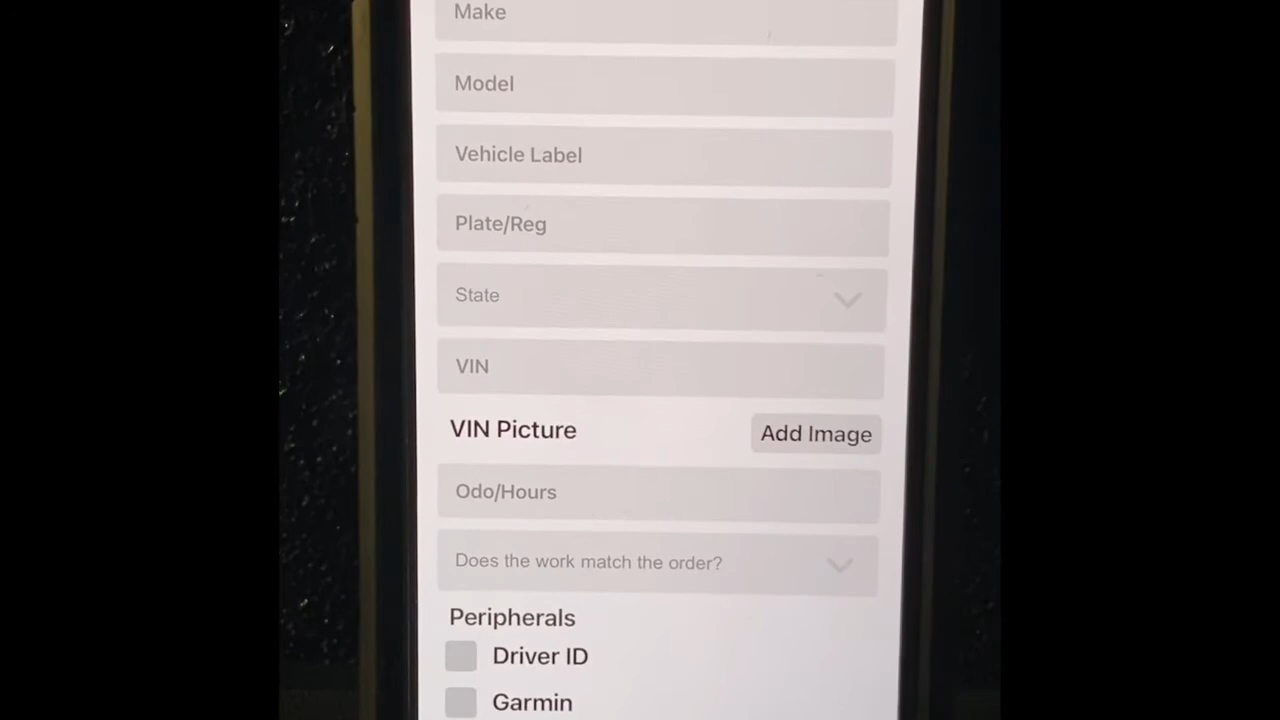 Make
Model
Vehicle Label
Plate/Reg
State
VIN
VIN Picture
Add Image
Odo/Hours
Does the work match the order?
Peripherals
Driver ID
Garmin